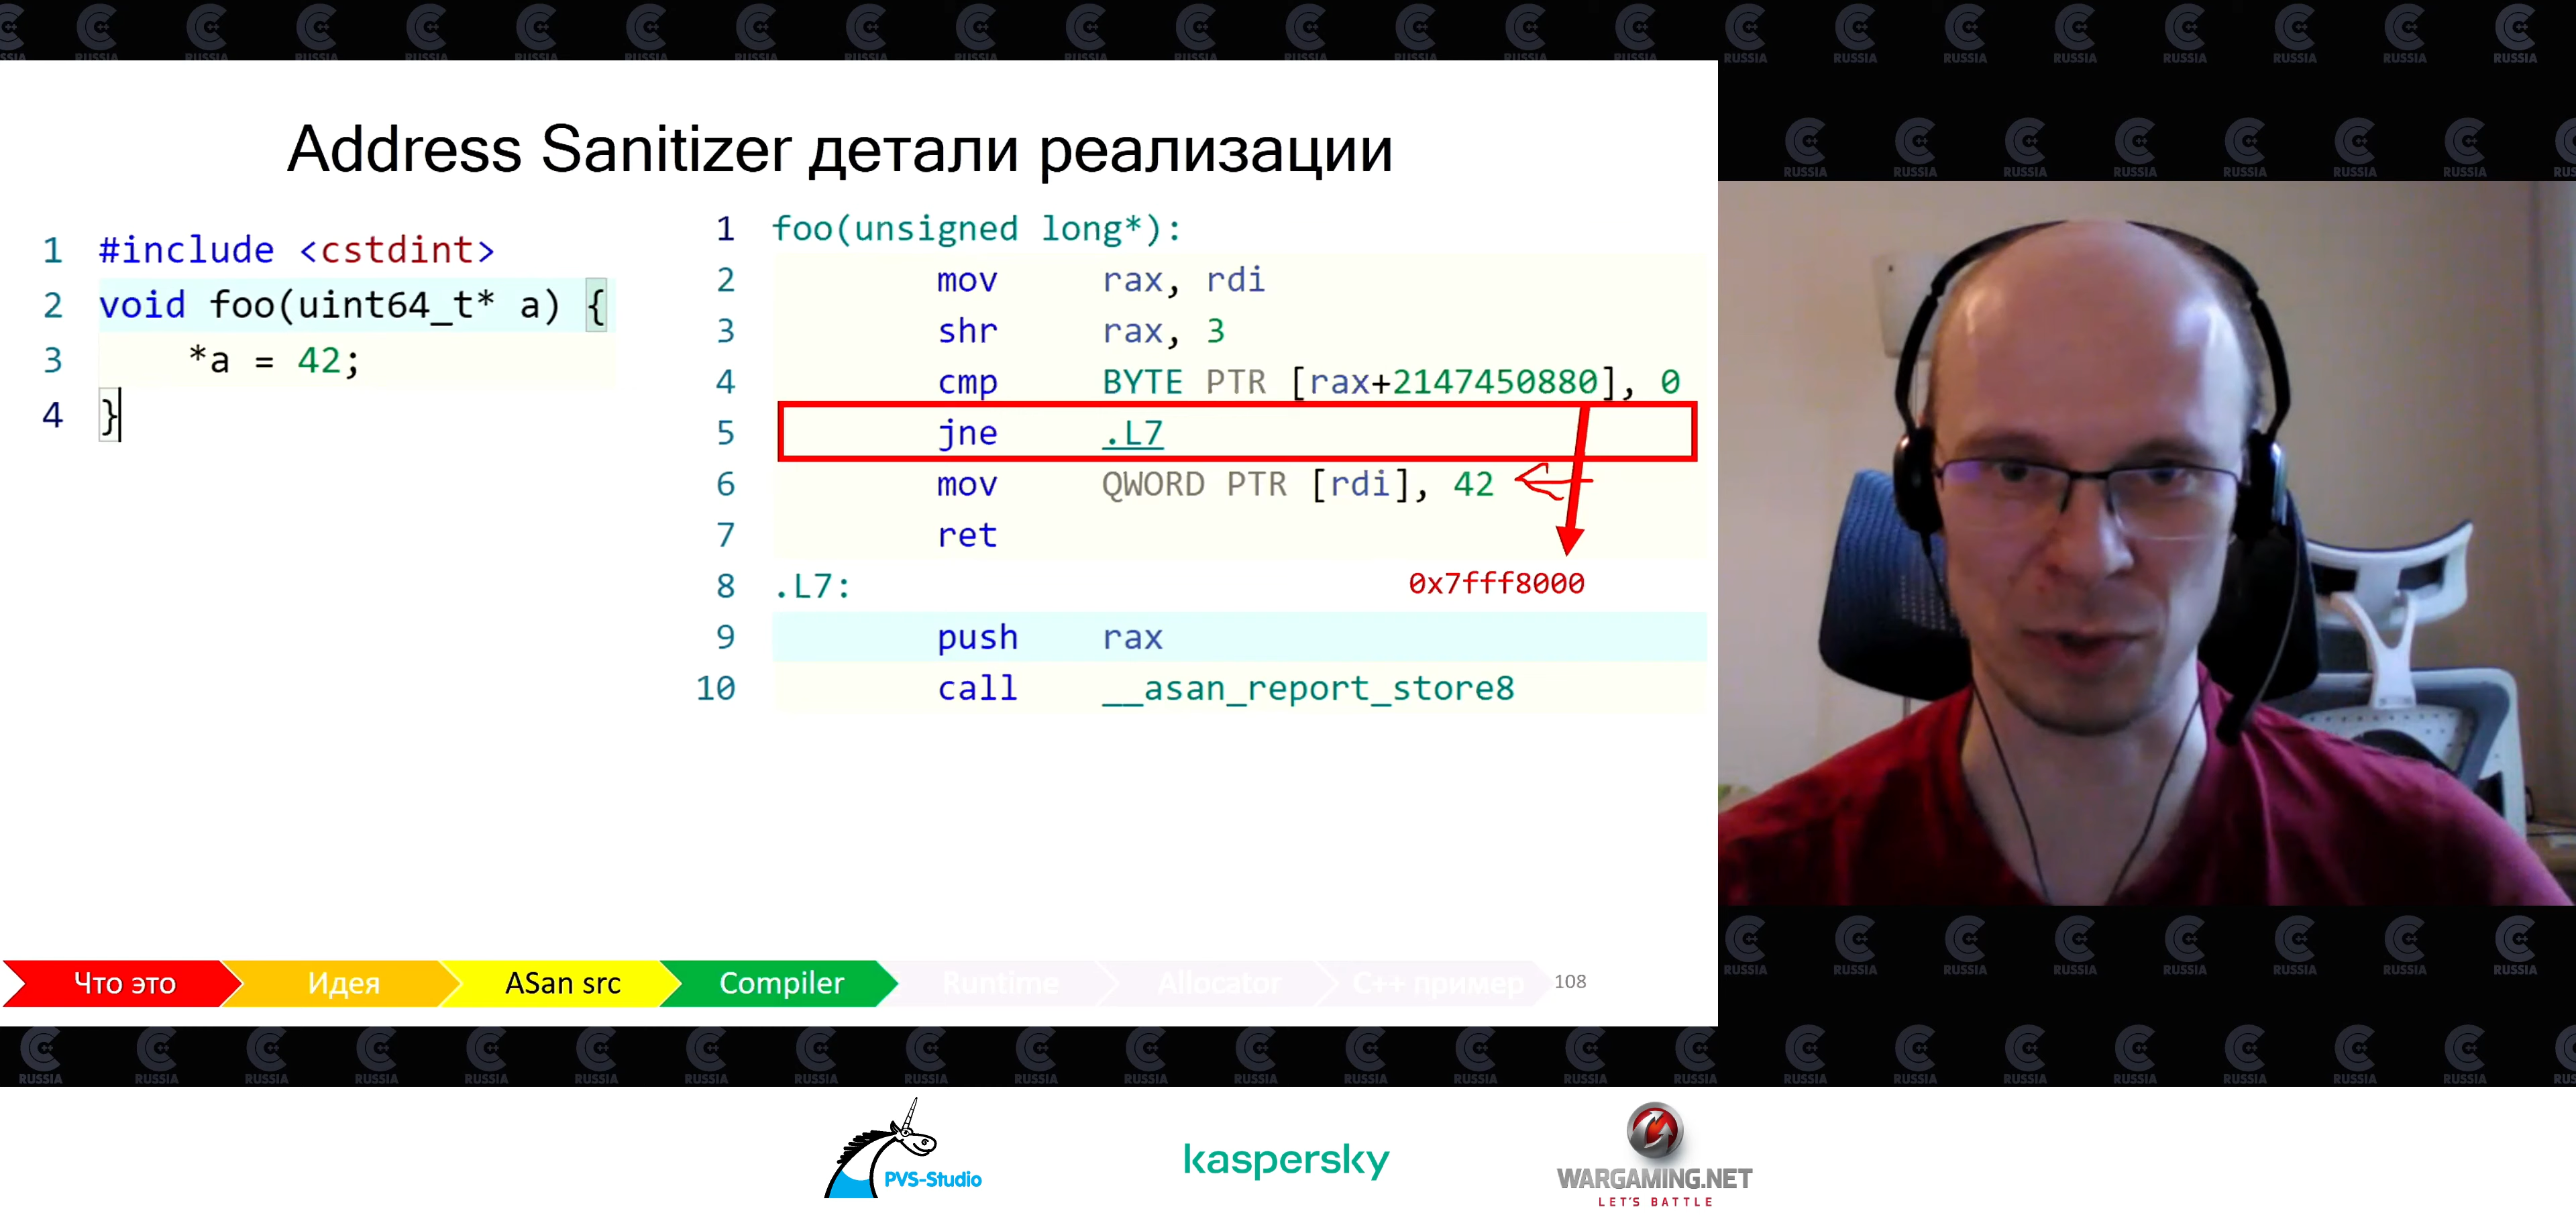 Address Sanitizer детали реализации
1 #include <cstdint>
2 void foo(uint64_t* a) {
3 *a = 42;
4 }
1 foo(unsigned long*):
2 mov rax, rdi
3 shr rax, 3
4 cmp BYTE PTR [rax+2147450880], 0
5 jne .L7
6 mov QWORD PTR [rdi], 42
7 ret
8 .L7:
0x7fff8000
9 push rax
10 call __asan_report_store8
Что это Идея ASan src Compiler Runtime Allocator C++ пример 108
PVS-Studio
kaspersky
WARGAMING.NET
LET'S BATTLE